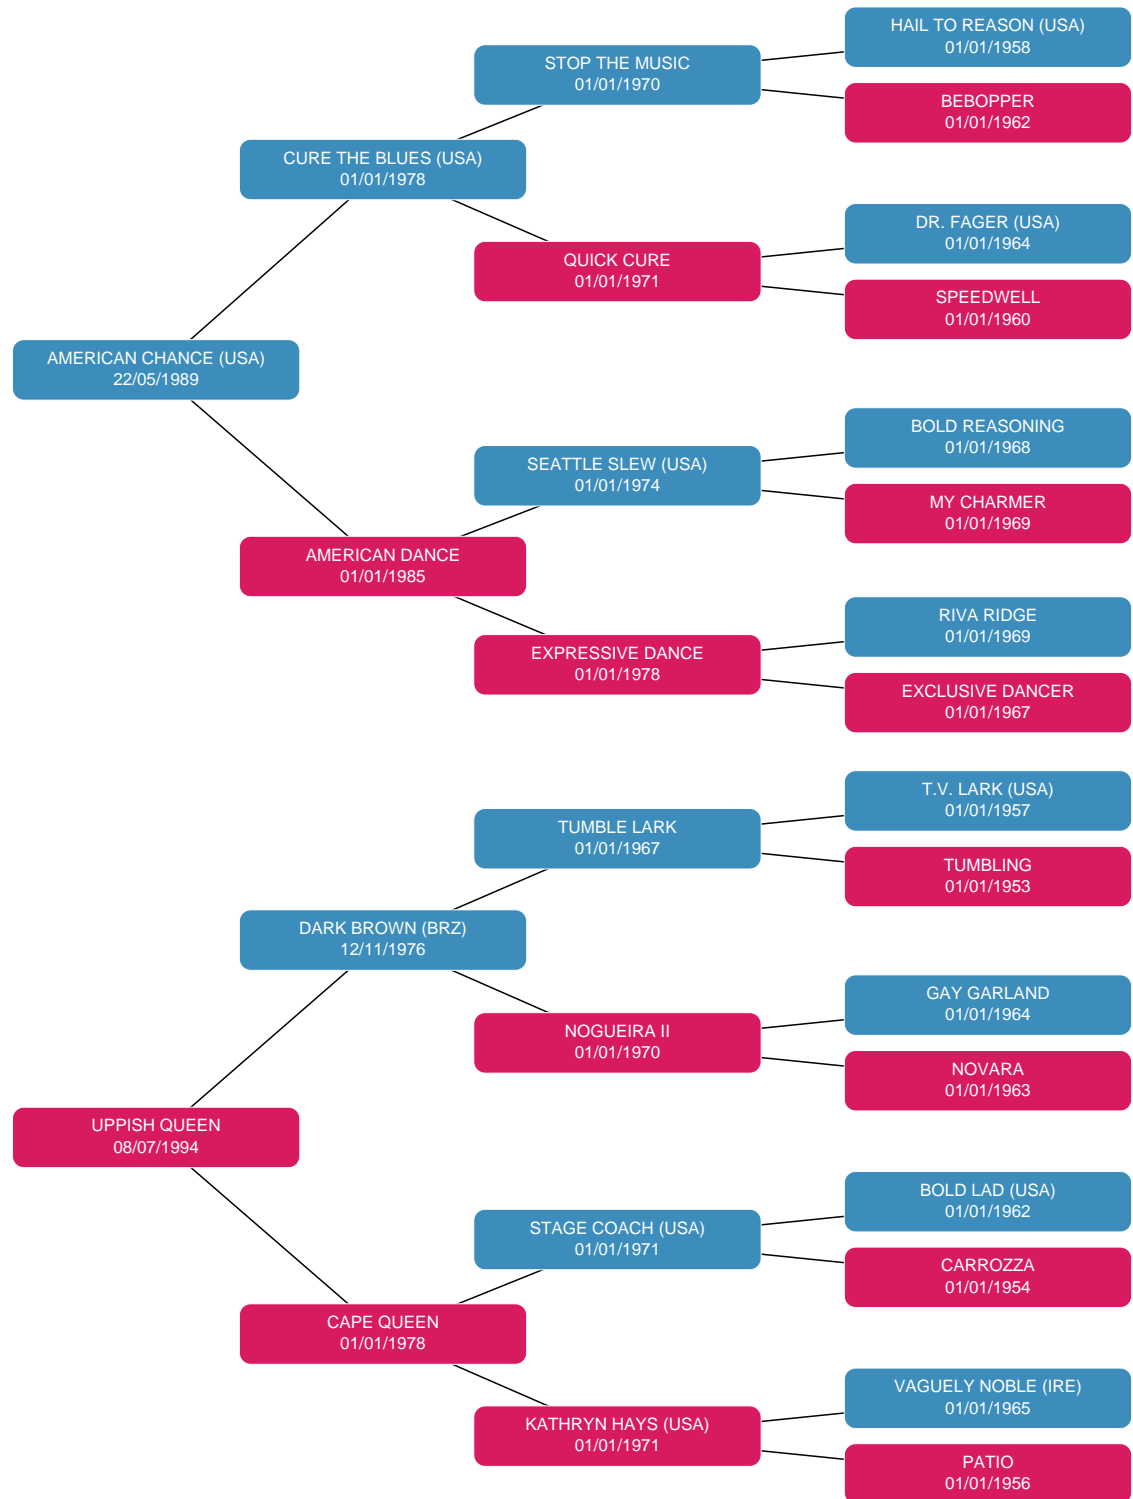 HAIL TO REASON (USA)
01/01/1958
STOP THE MUSIC
01/01/1970
BEBOPPER
01/01/1962
CURE THE BLUES (USA)
01/01/1978
DR. FAGER (USA)
01/01/1964
QUICK CURE
01/01/1971
SPEEDWELL
01/01/1960
AMERICAN CHANCE (USA)
22/05/1989
BOLD REASONING
01/01/1968
SEATTLE SLEW (USA)
01/01/1974
MY CHARMER
01/01/1969
AMERICAN DANCE
01/01/1985
RIVA RIDGE
01/01/1969
EXPRESSIVE DANCE
01/01/1978
EXCLUSIVE DANCER
01/01/1967
T.V. LARK (USA)
01/01/1957
TUMBLE LARK
01/01/1967
TUMBLING
01/01/1953
DARK BROWN (BRZ)
12/11/1976
GAY GARLAND
01/01/1964
NOGUEIRA II
01/01/1970
NOVARA
01/01/1963
UPPISH QUEEN
08/07/1994
BOLD LAD (USA)
01/01/1962
STAGE COACH (USA)
01/01/1971
CARROZZA
01/01/1954
CAPE QUEEN
01/01/1978
VAGUELY NOBLE (IRE)
01/01/1965
KATHRYN HAYS (USA)
01/01/1971
PATIO
01/01/1956